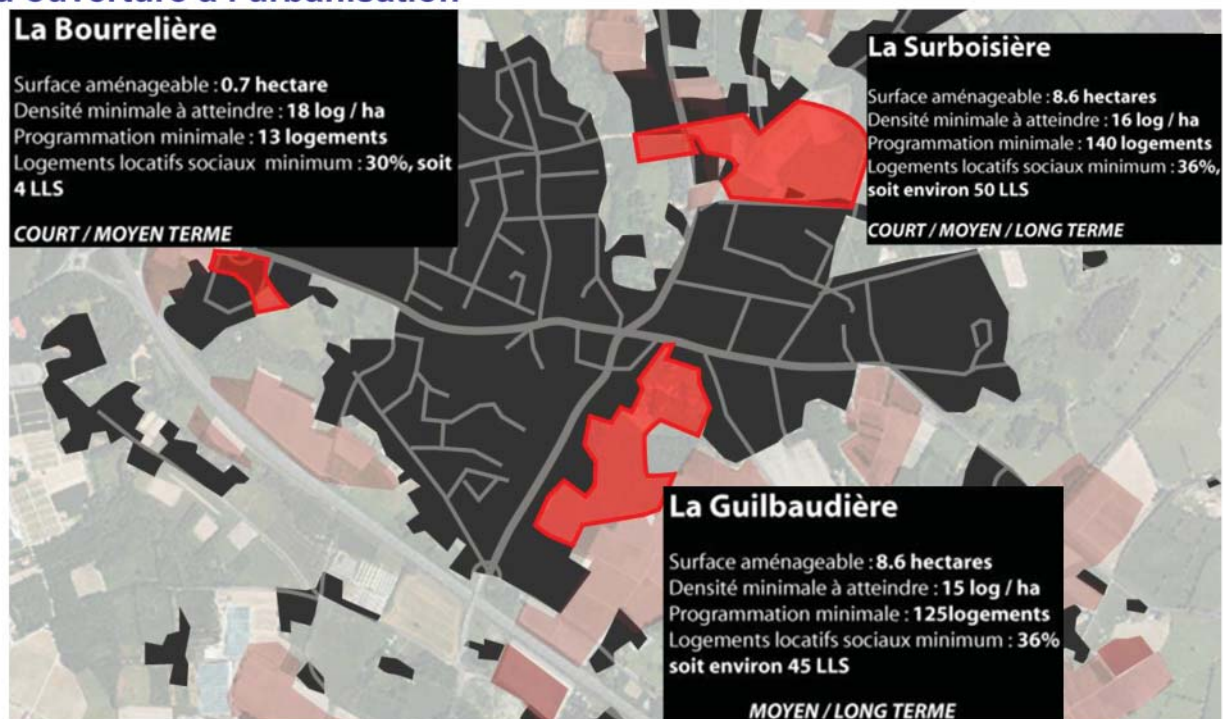 d'ouverture à l'urbanisation
La Bourrelière
Surface aménageable : 0.7 hectare
Densité minimale à atteindre : 18 log / ha
Programmation minimale : 13 logements
Logements locatifs sociaux minimum : 30%, soit
4 LLS
COURT / MOYEN TERME
La Surboisière
Surface aménageable : 8.6 hectares
Densité minimale à atteindre : 16 log / ha
Programmation minimale : 140 logements
Logements locatifs sociaux minimum : 36%,
soit environ 50 LLS
COURT / MOYEN / LONG TERME
La Guilbaudière
Surface aménageable : 8.6 hectares
Densité minimale à atteindre : 15 log / ha
Programmation minimale : 125logements
Logements locatifs sociaux minimum : 36%
soit environ 45 LLS
MOYEN / LONG TERME